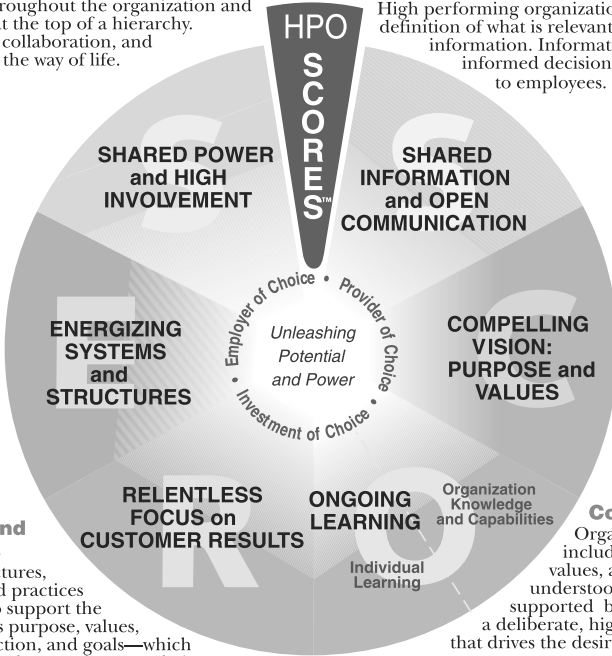 roughout the organization and
at the top of a hierarchy.
collaboration, and
the way of life.
High performing organizatio
definition of what is relevant
information. Informat
informed decision
to employees.
HPO
SCORES™
S
SHARED POWER
and HIGH
INVOLVEMENT
S
SHARED
INFORMATION
and OPEN
COMMUNICATION
E
ENERGIZING
SYSTEMS
and
STRUCTURES
Employer of Choice • Provider of Choice • Investment of Choice •
Unleashing
Potential
and Power
C
COMPELLING
VISION:
PURPOSE and
VALUES
R
RELENTLESS
FOCUS on
CUSTOMER RESULTS
O
ONGOING
LEARNING
Organization
Knowledge
and Capabilities
Individual
Learning
nd
tures,
d practices
o support the
s purpose, values,
ction, and goals—which
Co
Orga
includ
values, a
understoo
supported b
a deliberate, hig
that drives the desir